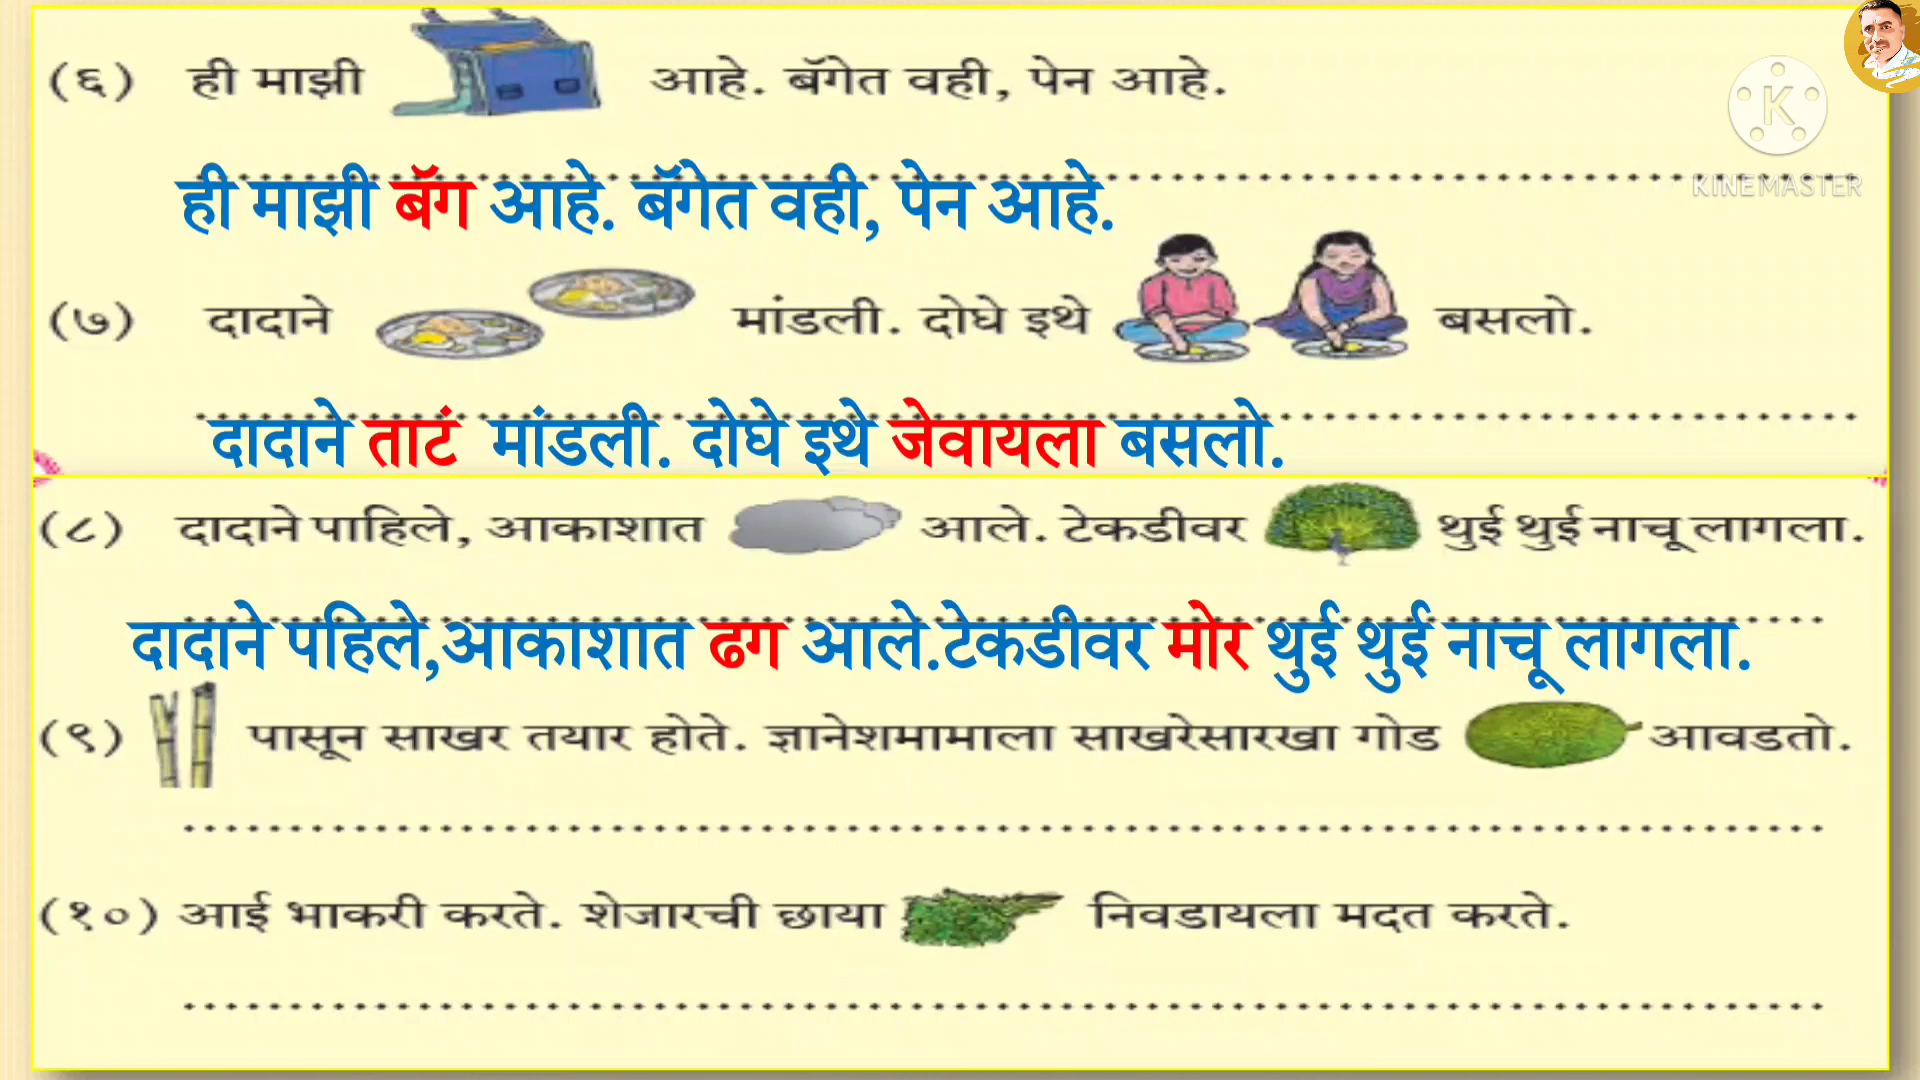 (६) ही माझी आहे. बॅगेत वही, पेन आहे.
ही माझी बॅग आहे. बॅगेत वही, पेन आहे.
(७) दादाने मांडली. दोघे इथे बसलो.
दादाने ताटं मांडली. दोघे इथे जेवायला बसलो.
(८) दादाने पाहिले, आकाशात आले. टेकडीवर थुई थुई नाचू लागला.
दादाने पहिले,आकाशात ढग आले.टेकडीवर मोर थुई थुई नाचू लागला.
(९) पासून साखर तयार होते. ज्ञानेशमामाला साखरेसारखा गोड आवडतो.
(१०) आई भाकरी करते. शेजारची छाया निवडायला मदत करते.
K
KINEMASTER